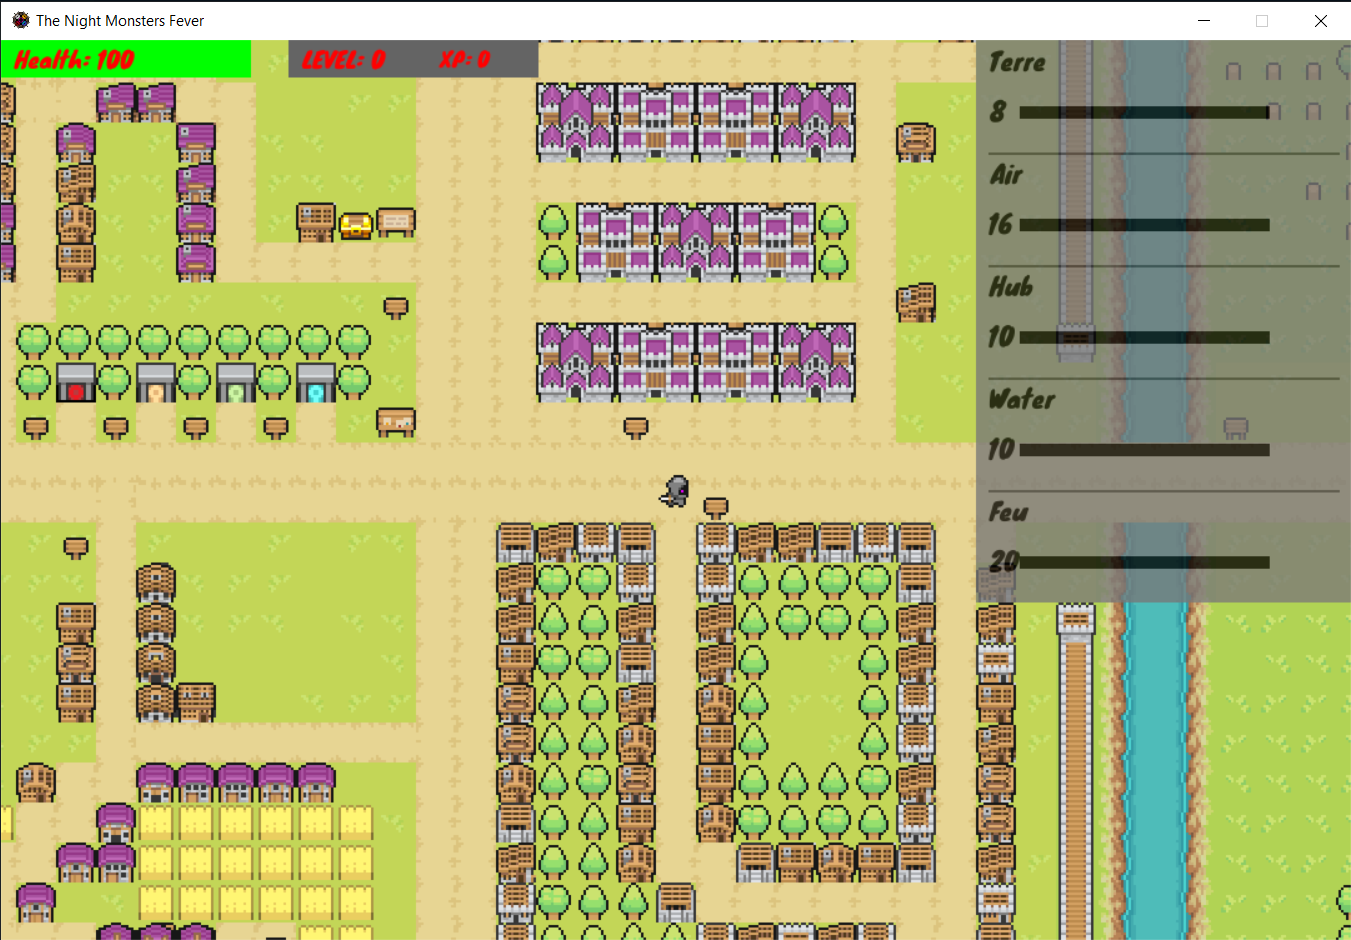 The Night Monsters Fever
Health: 100
LEVEL: 0 XP: 0
Terre
8
Air
16
Hub
10
Water
10
Feu
20